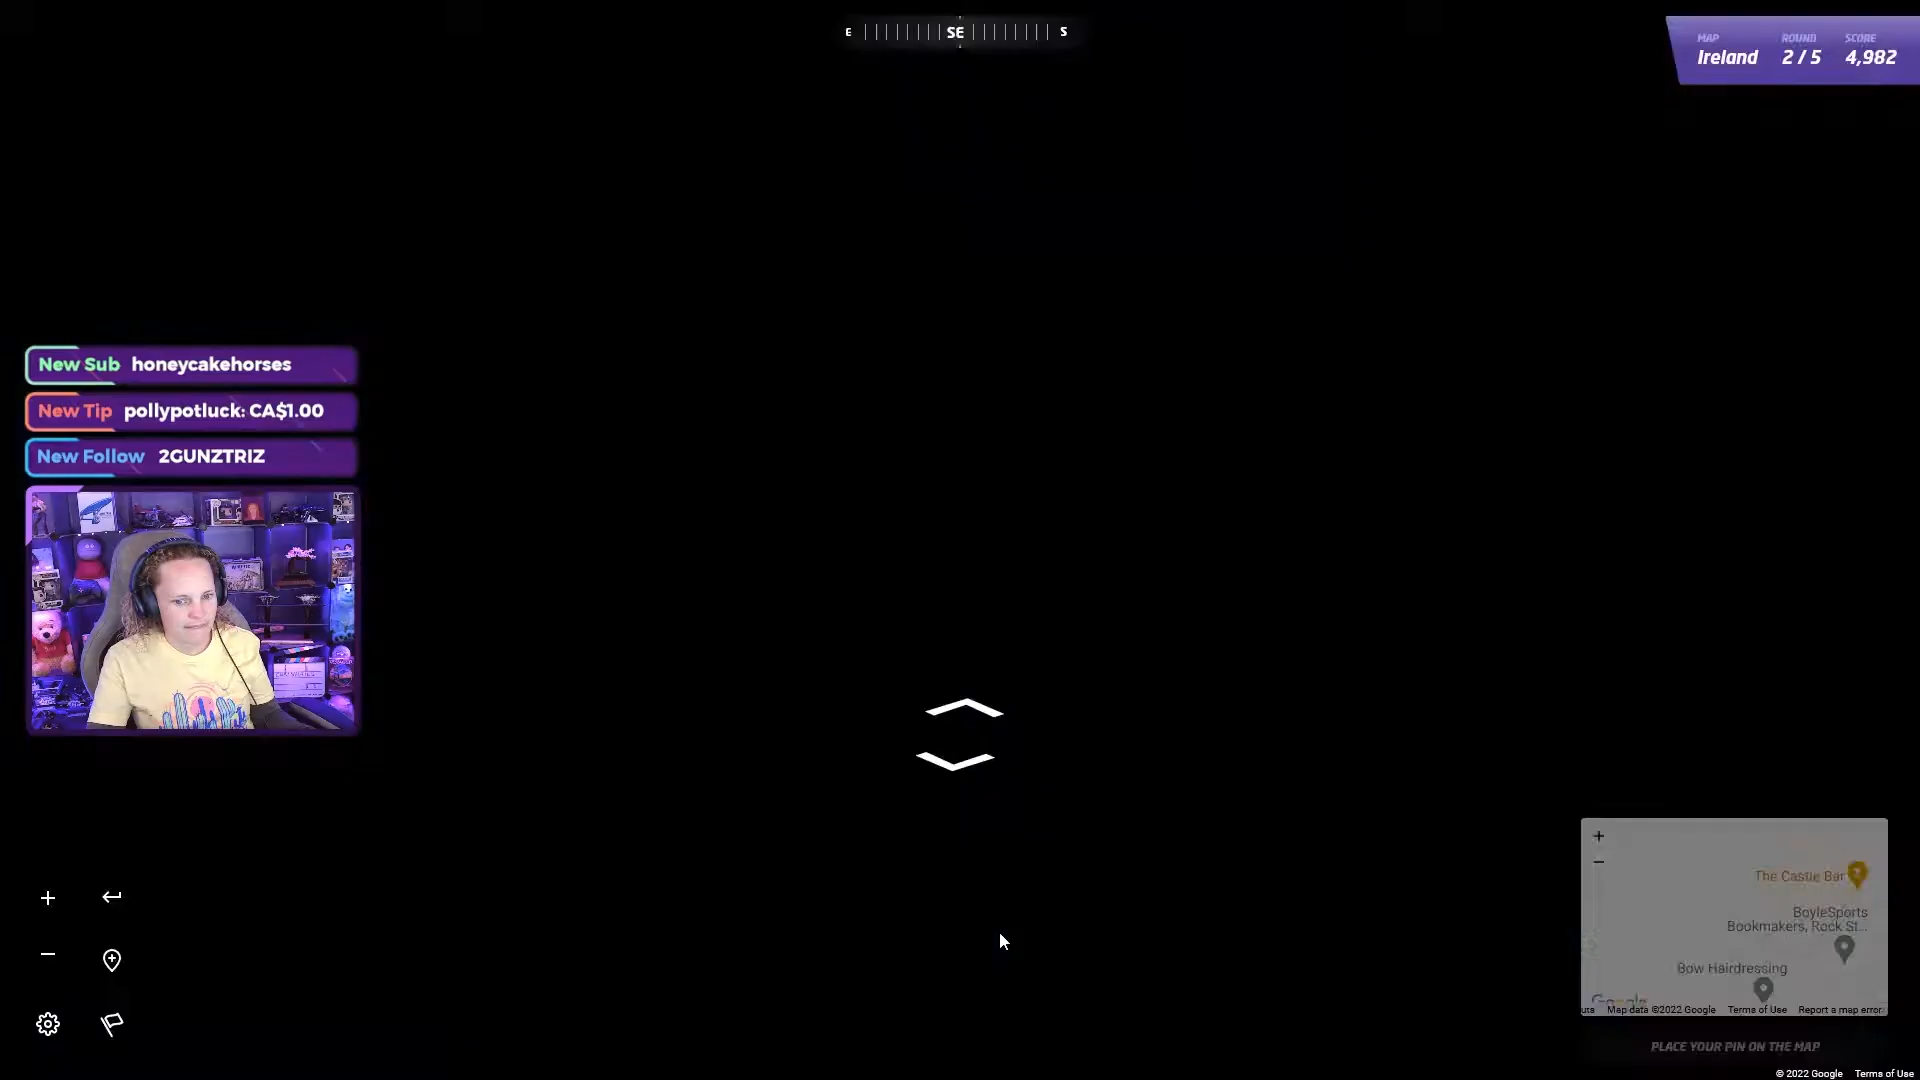 E SE S
MAP ROUND SCORE
Ireland 2 / 5 4,982
New Sub honeycakehorses
New Tip pollypotluck: CA$1.00
New Follow 2GUNZTRIZ
The Castle Bar
BoyleSports
Bookmakers, Rock St...
Bow Hairdressing
Google
uts Map data ©2022 Google Terms of Use Report a map error
PLACE YOUR PIN ON THE MAP
© 2022 Google Terms of Use